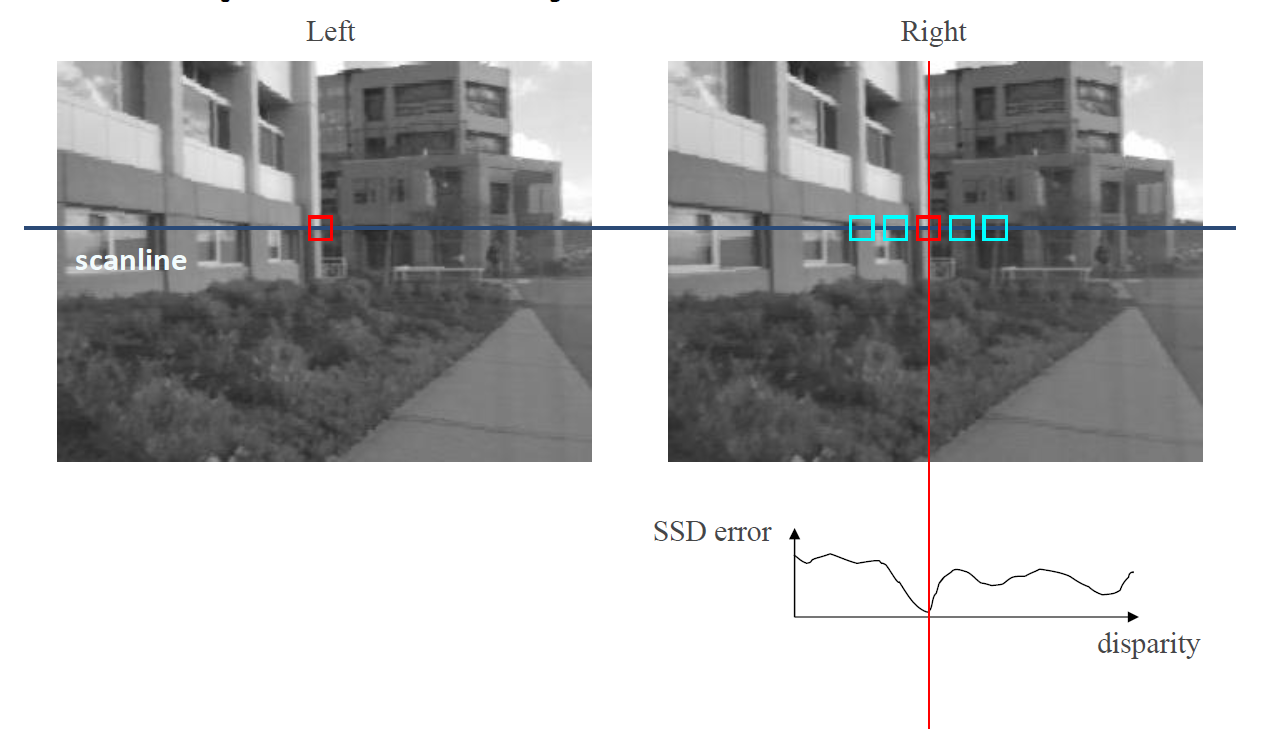 Left
Right
scanline
SSD error
disparity